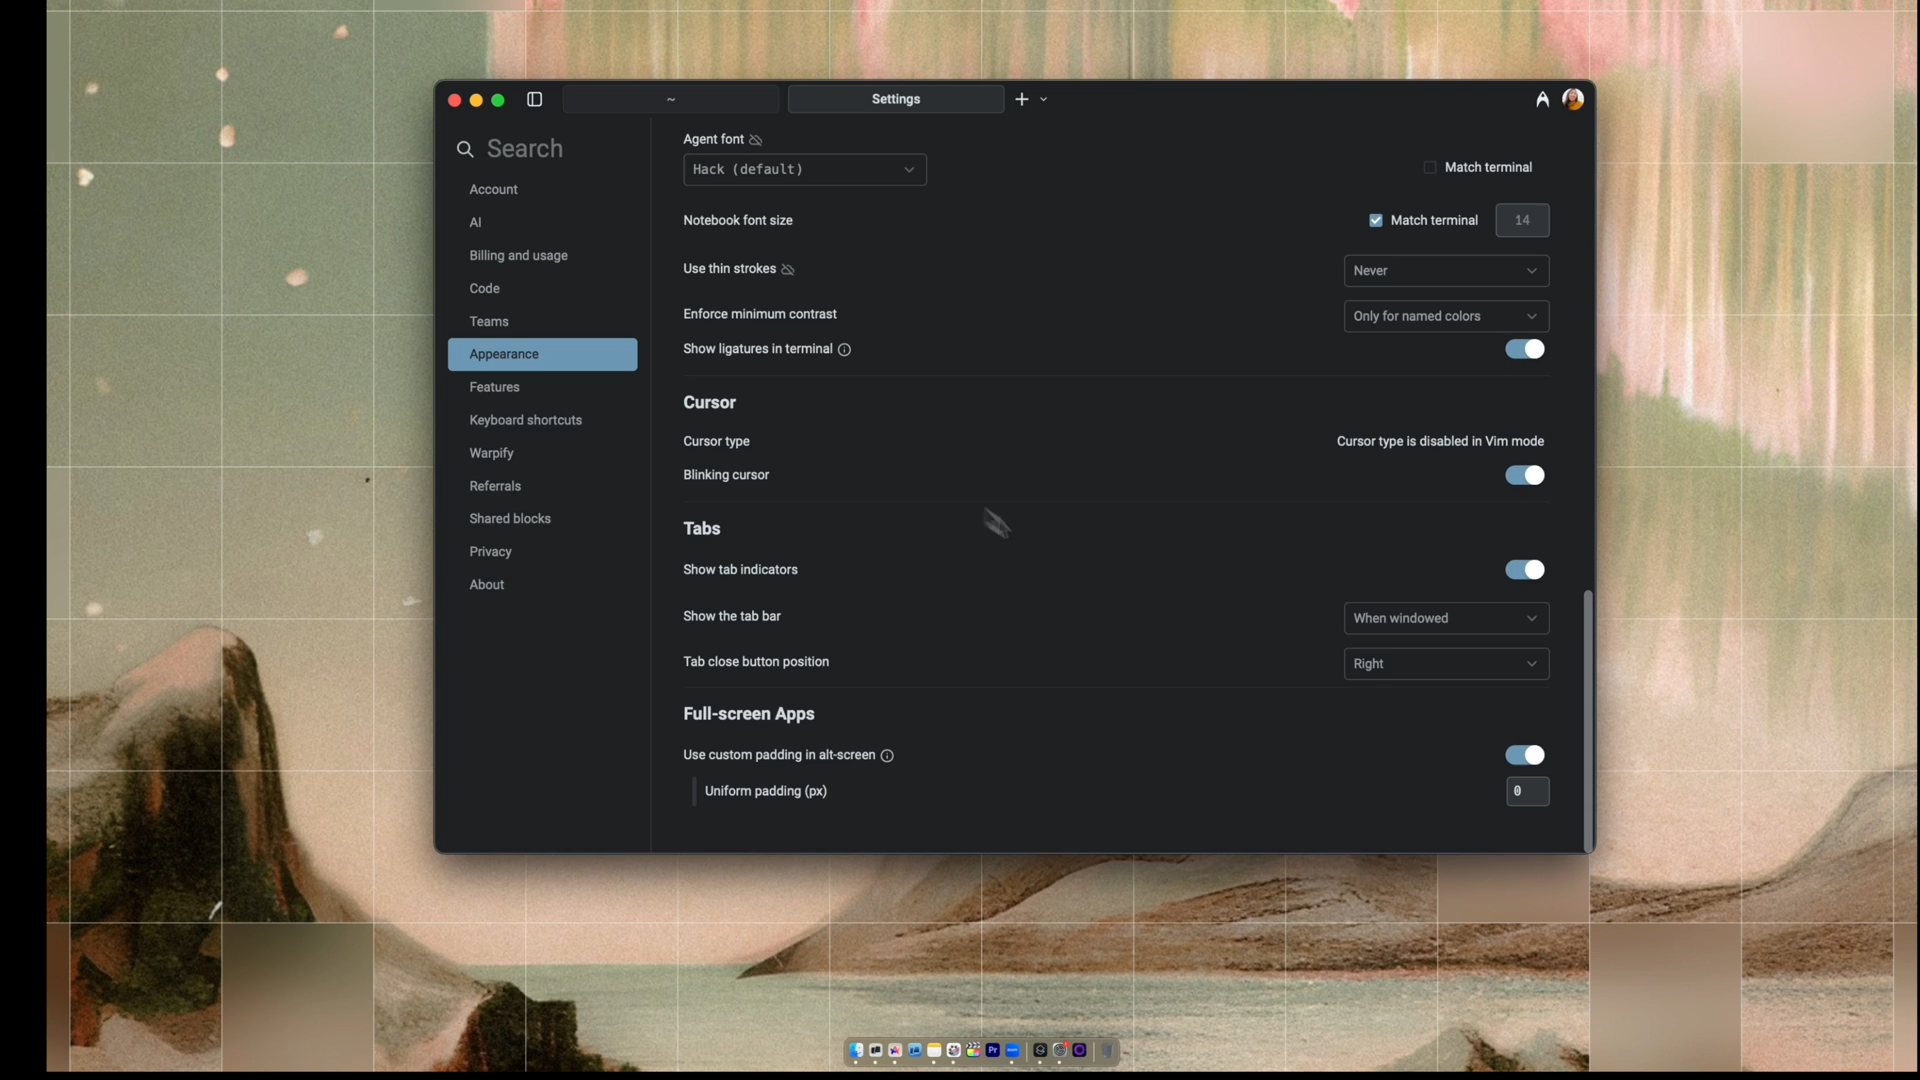 ~
Settings
Search
Account
AI
Billing and usage
Code
Teams
Appearance
Features
Keyboard shortcuts
Warpify
Referrals
Shared blocks
Privacy
About
Agent font
Hack (default)
Match terminal
Notebook font size
Match terminal
14
Use thin strokes
Never
Enforce minimum contrast
Only for named colors
Show ligatures in terminal
Cursor
Cursor type
Cursor type is disabled in Vim mode
Blinking cursor
Tabs
Show tab indicators
Show the tab bar
When windowed
Tab close button position
Right
Full-screen Apps
Use custom padding in alt-screen
Uniform padding (px)
0
Pr